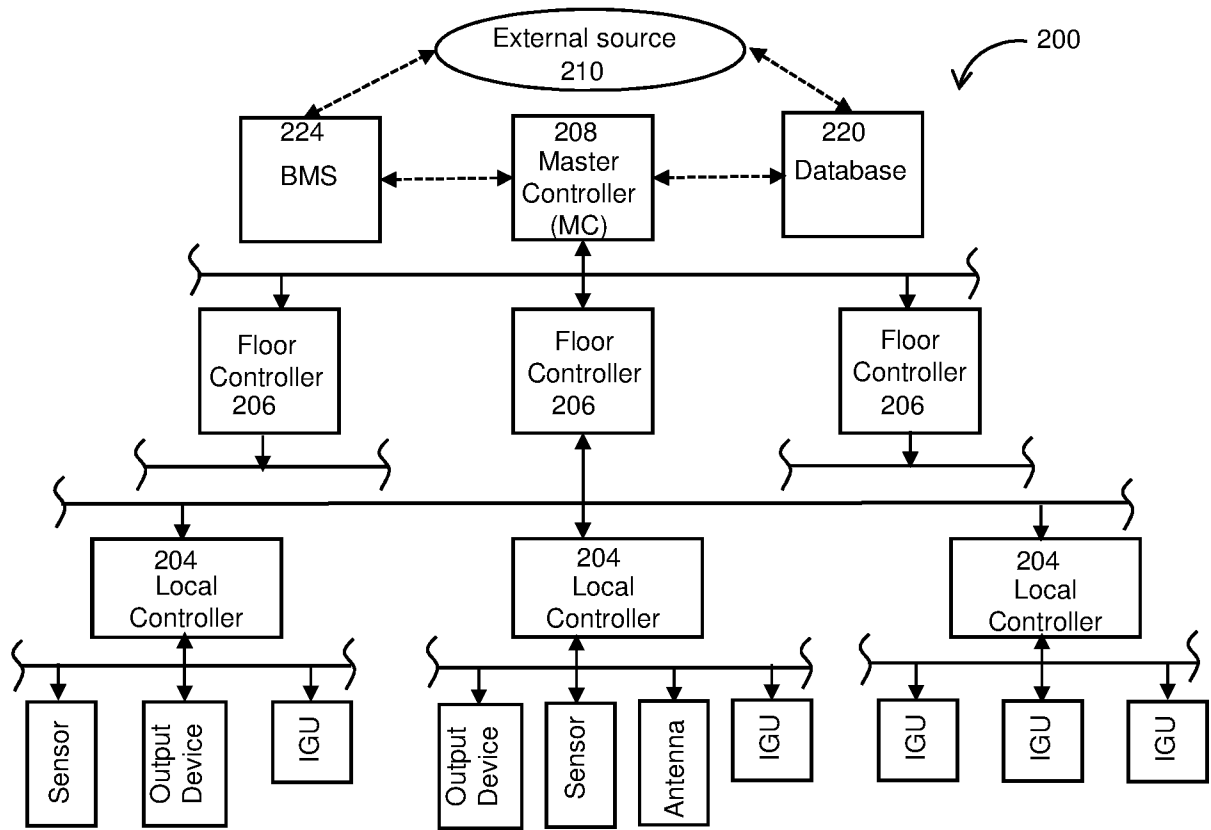 External source
210
200
224
BMS
208
Master
Controller
(MC)
220
Database
Floor
Controller
206
Floor
Controller
206
Floor
Controller
206
204
Local
Controller
204
Local
Controller
204
Local
Controller
Sensor
Output
Device
IGU
Output
Device
Sensor
Antenna
IGU
IGU
IGU
IGU